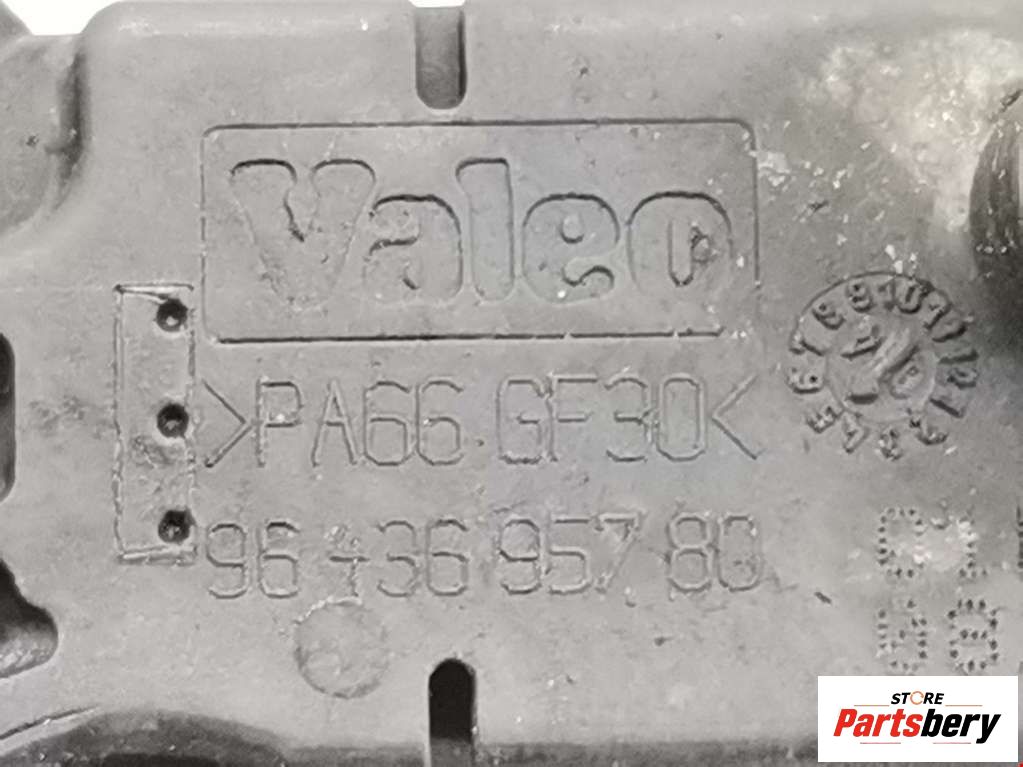 Valeo
>PA66 GF30<
96 436 957 80
STORE
Partsbery